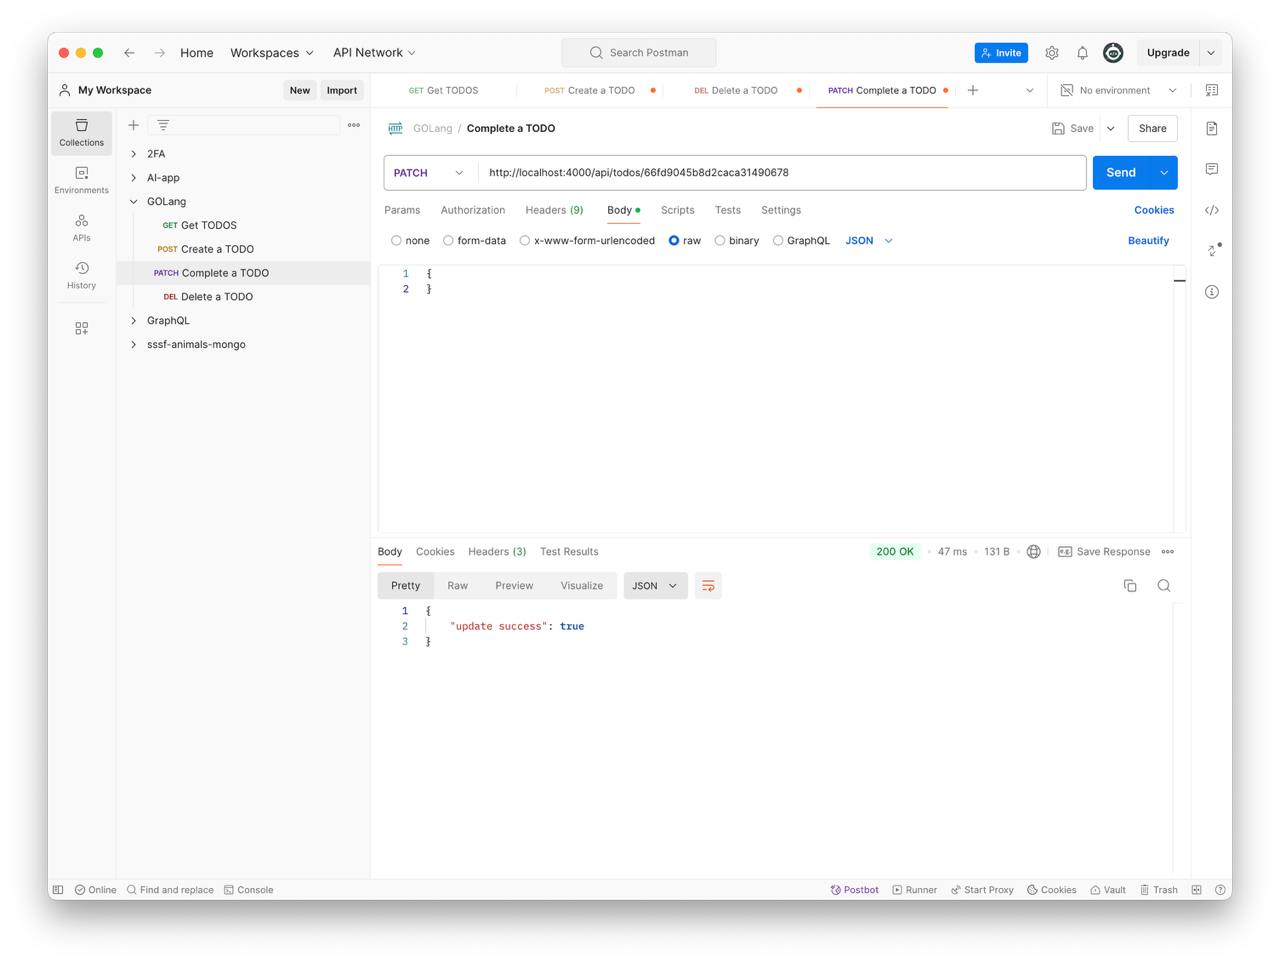 Home Workspaces API Network Search Postman Invite Upgrade
My Workspace New Import GET Get TODOS POST Create a TODO DEL Delete a TODO PATCH Complete a TODO No environment
Collections
Environments
APIs
History
2FA
AI-app
GOLang
GET Get TODOS
POST Create a TODO
PATCH Complete a TODO
DEL Delete a TODO
GraphQL
sssf-animals-mongo
HTTP GOLang / Complete a TODO Save Share
PATCH http://localhost:4000/api/todos/66fd9045b8d2caca31490678 Send
Params Authorization Headers (9) Body Scripts Tests Settings Cookies
none form-data x-www-form-urlencoded raw binary GraphQL JSON Beautify
1 {
2 }
Body Cookies Headers (3) Test Results 200 OK 47 ms 131 B e.g. Save Response
Pretty Raw Preview Visualize JSON
1 {
2 "update success": true
3 }
Online Find and replace Console Postbot Runner Start Proxy Cookies Vault Trash